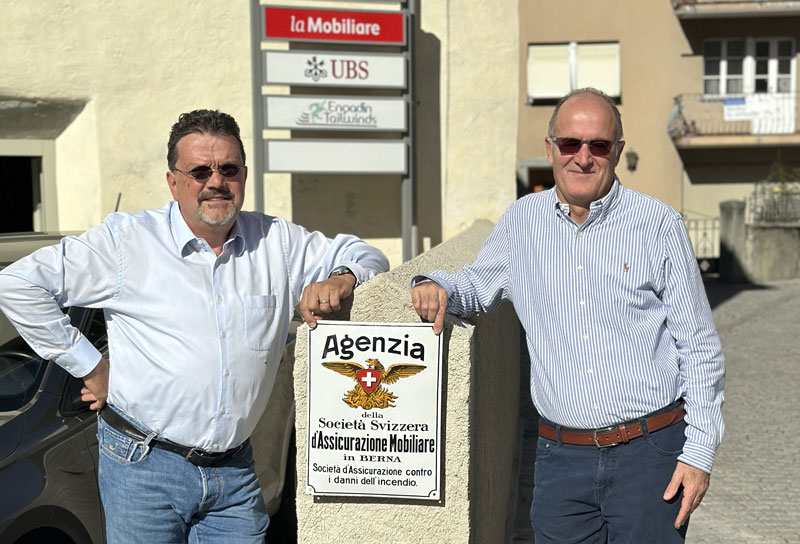 la Mobiliare
UBS
Engadin
Tailwinds
Agenzia
della
Società Svizzera
d'Assicurazione Mobiliare
in BERNA
Società d'Assicurazione contro
i danni dell'incendio.